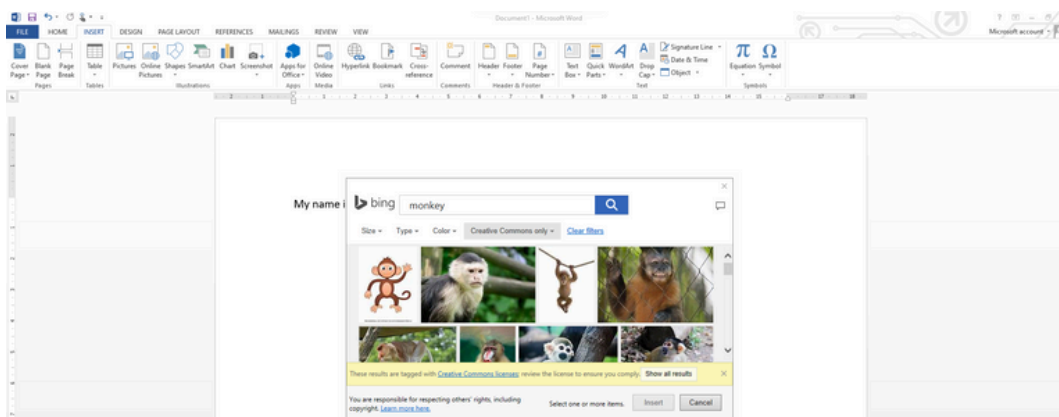 Document1 - Microsoft Word
FILE HOME INSERT DESIGN PAGE LAYOUT REFERENCES MAILINGS REVIEW VIEW
Microsoft account
Cover Page Blank Page Page Break
Pages
Table
Tables
Pictures Online Pictures Shapes SmartArt Chart Screenshot
Illustrations
Apps for Office
Apps
Online Video
Media
Hyperlink Bookmark Cross-reference
Links
Comment
Comments
Header Footer Page Number
Header & Footer
Text Box Quick Parts WordArt Drop Cap
Signature Line
Date & Time
Object
Text
Equation Symbol
Symbols
My name i
bing
monkey
Size Type Color Creative Commons only Clear filters
These results are tagged with Creative Commons licenses; review the license to ensure you comply. Show all results
You are responsible for respecting others' rights, including
copyright. Learn more here.
Select one or more items. Insert Cancel